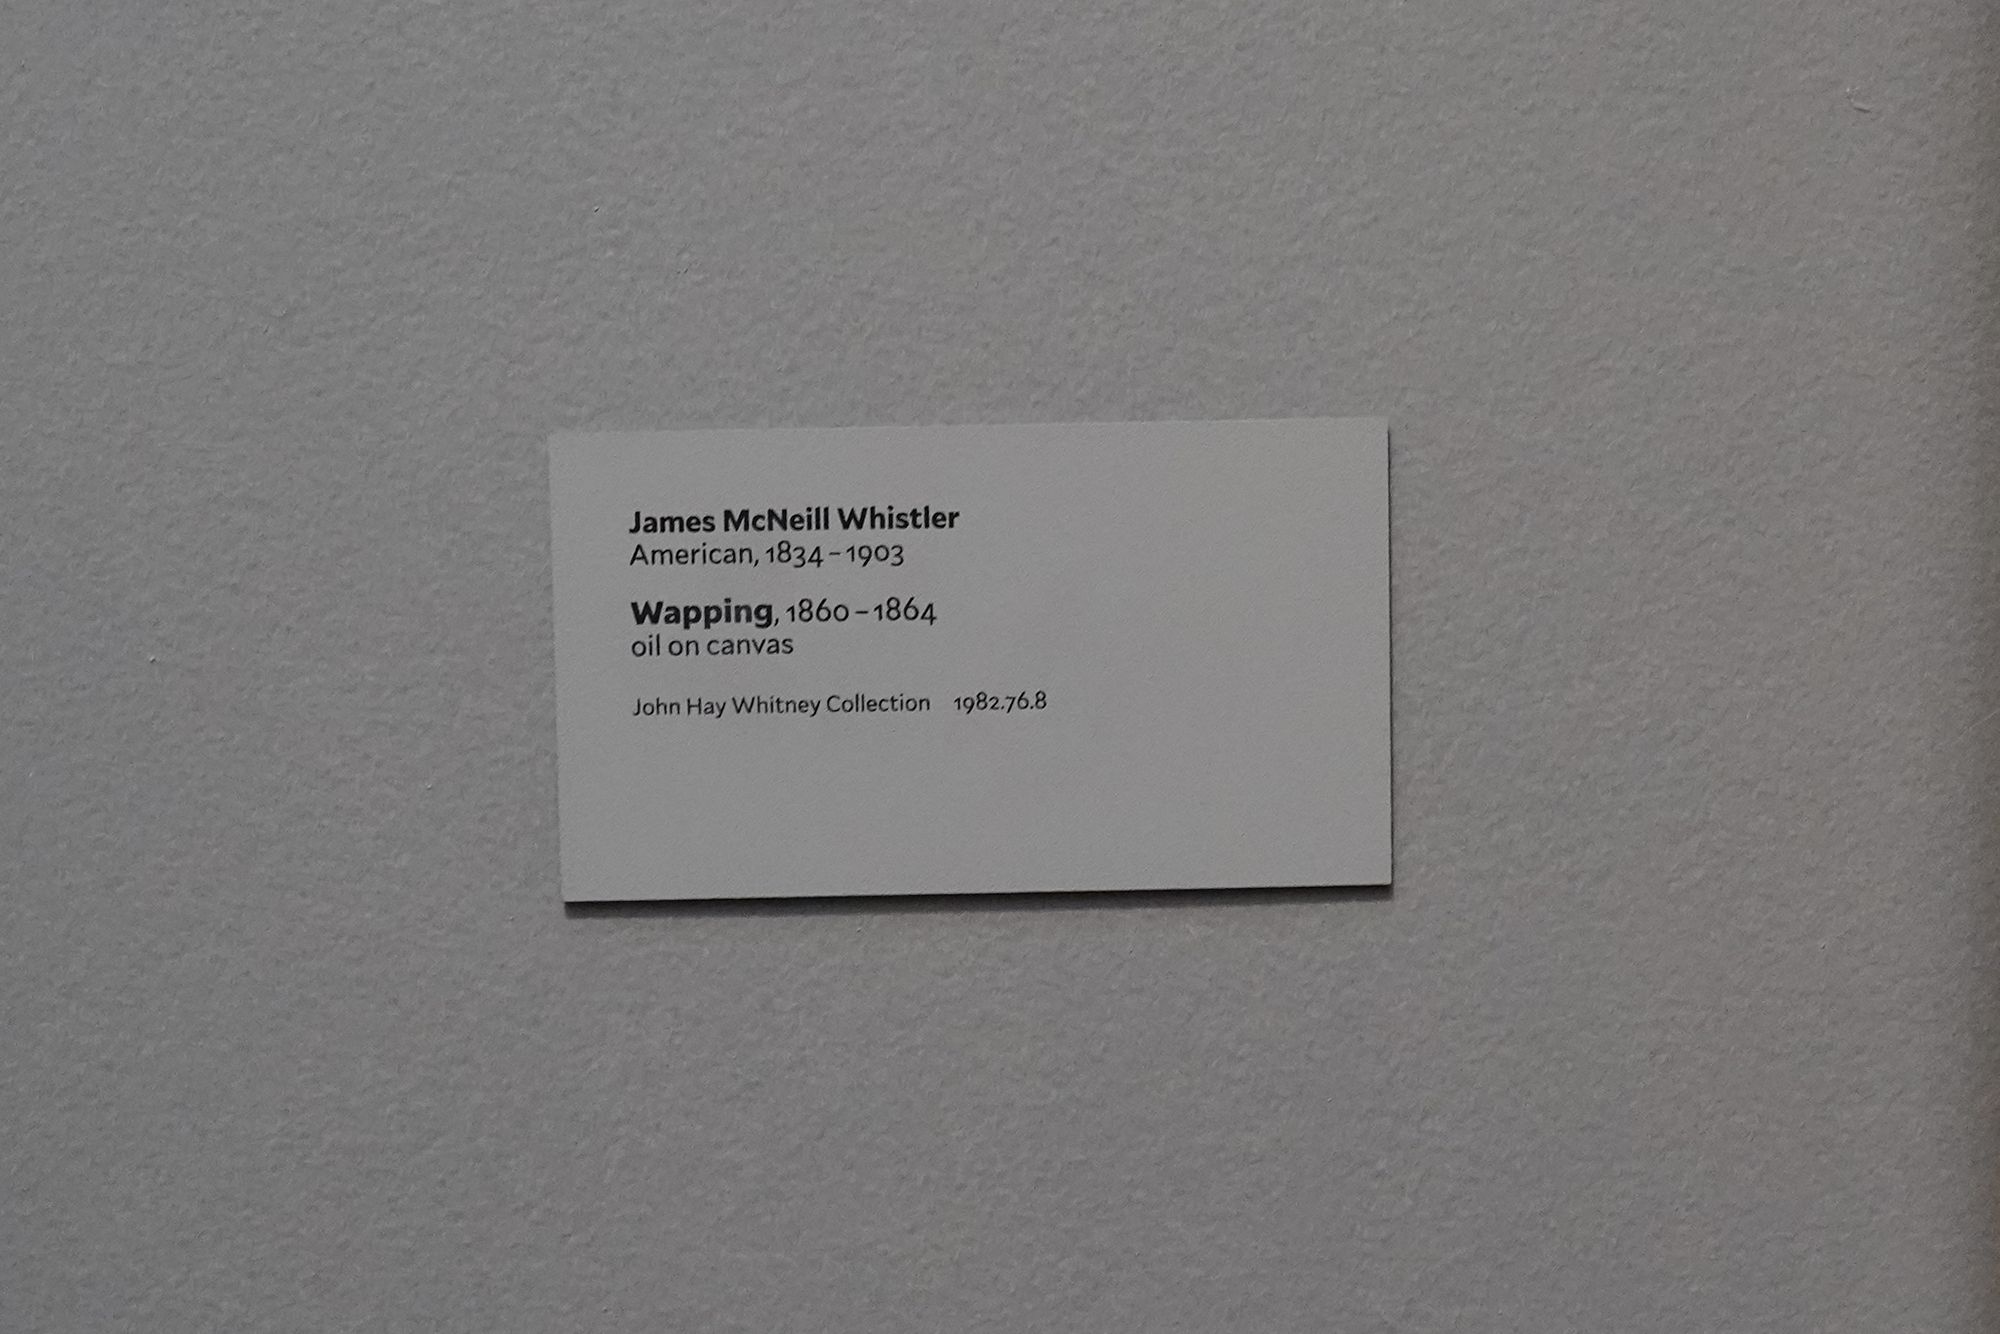 James McNeill Whistler
American, 1834–1903
Wapping, 1860–1864
oil on canvas
John Hay Whitney Collection 1982.76.8